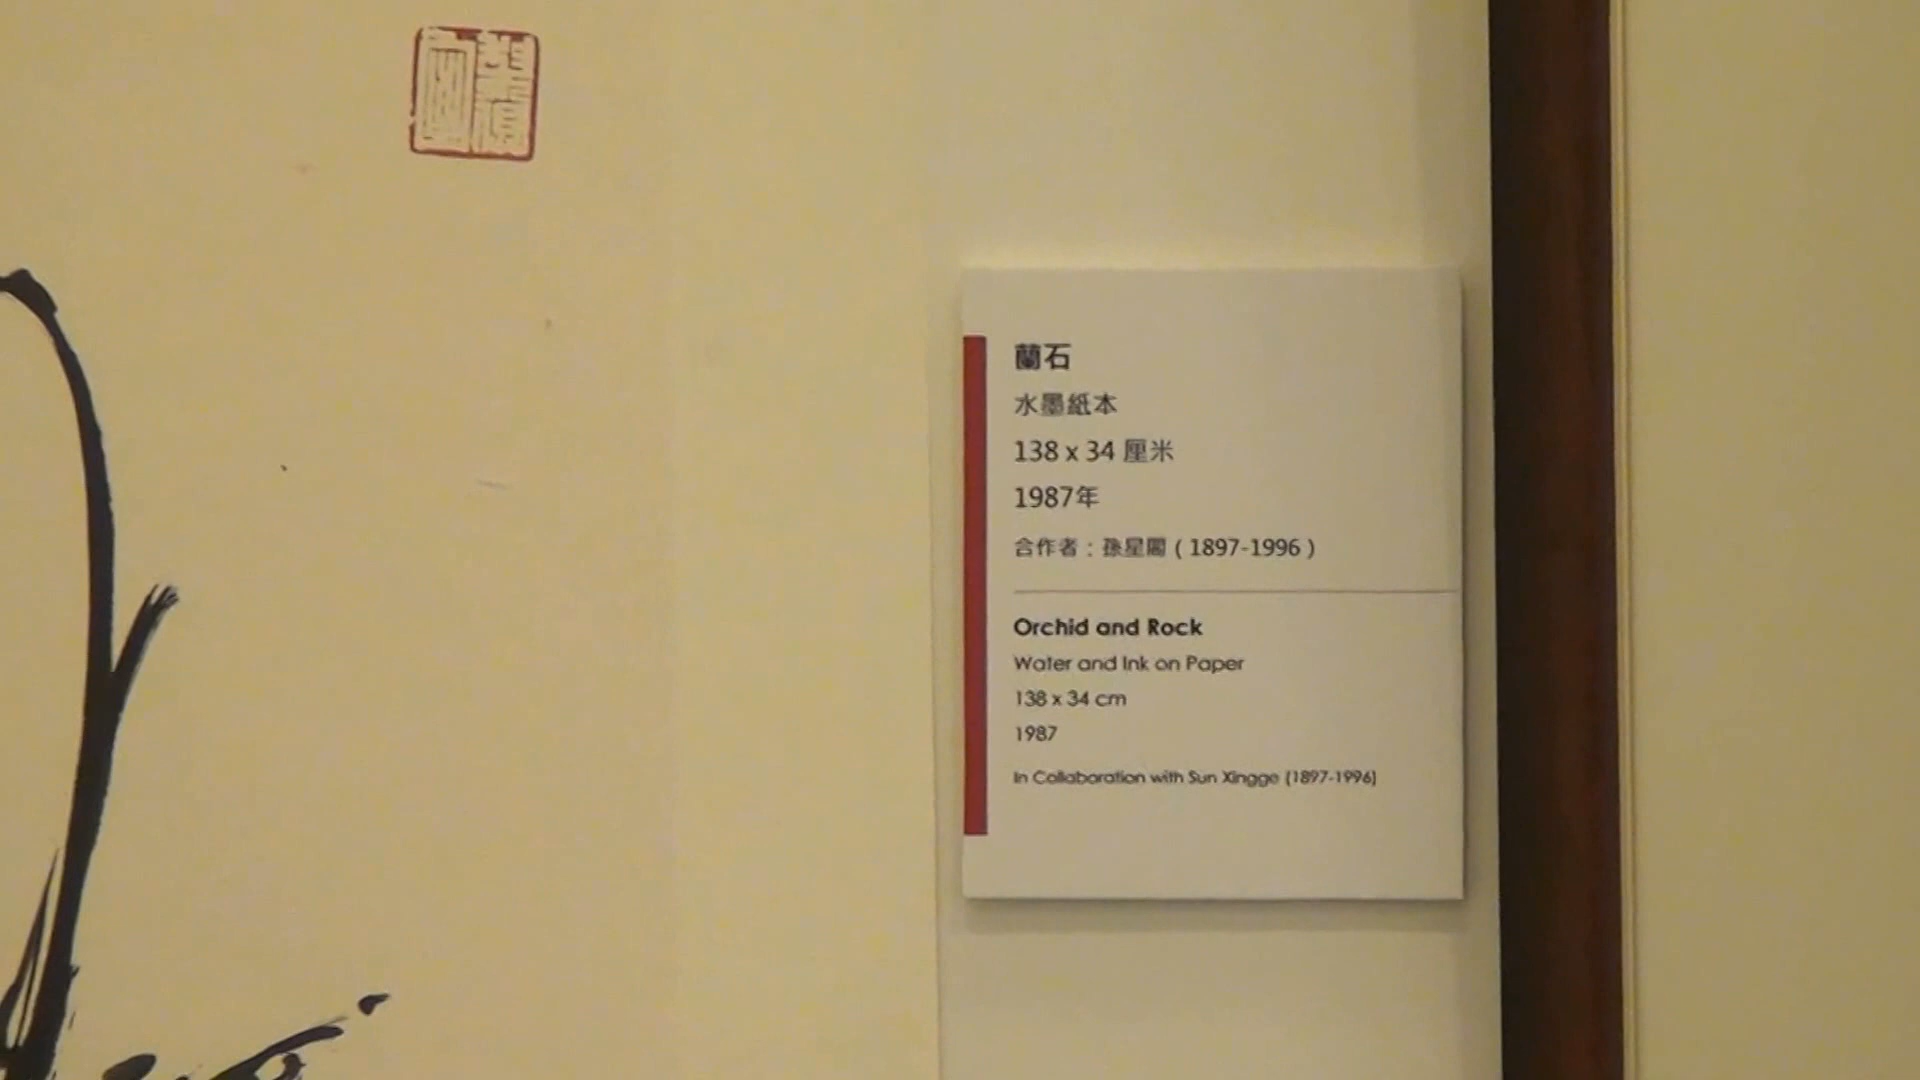 蘭石
水墨紙本
138 x 34 厘米
1987年
合作者：孫星閣 ( 1897-1996 )
Orchid and Rock
Water and Ink on Paper
138 x 34 cm
1987
In Collaboration with Sun Xingge (1897-1996)